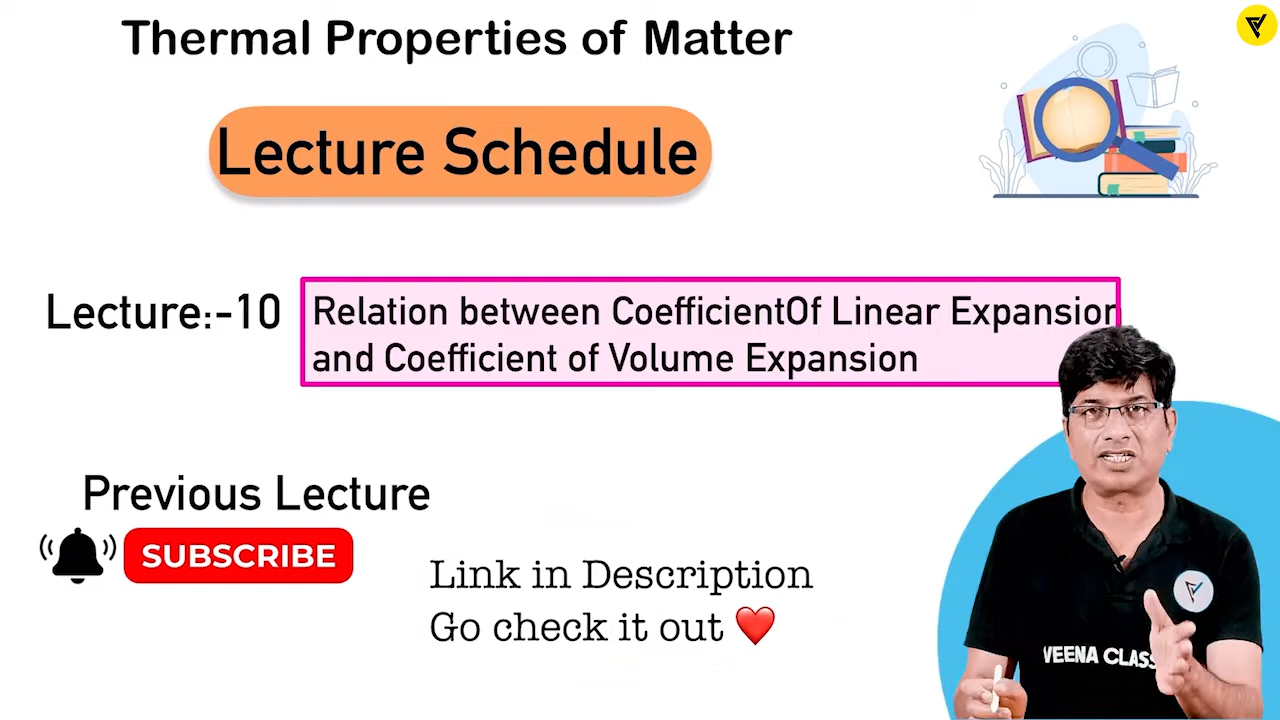 Thermal Properties of Matter
Lecture Schedule
Lecture:-10
Relation between CoefficientOf Linear Expansion
and Coefficient of Volume Expansion
Previous Lecture
SUBSCRIBE
Link in Description
Go check it out ❤️
VEENA CLASS